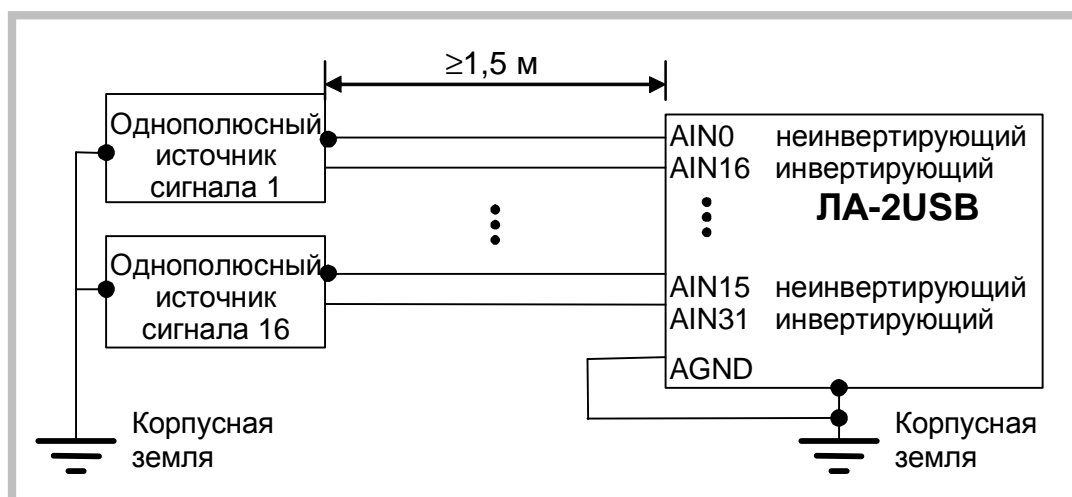 ≥1,5 м
Однополюсный
источник
сигнала 1
AIN0 неинвертирующий
AIN16 инвертирующий
ЛА-2USB
Однополюсный
источник
сигнала 16
AIN15 неинвертирующий
AIN31 инвертирующий
AGND
Корпусная
земля
Корпусная
земля